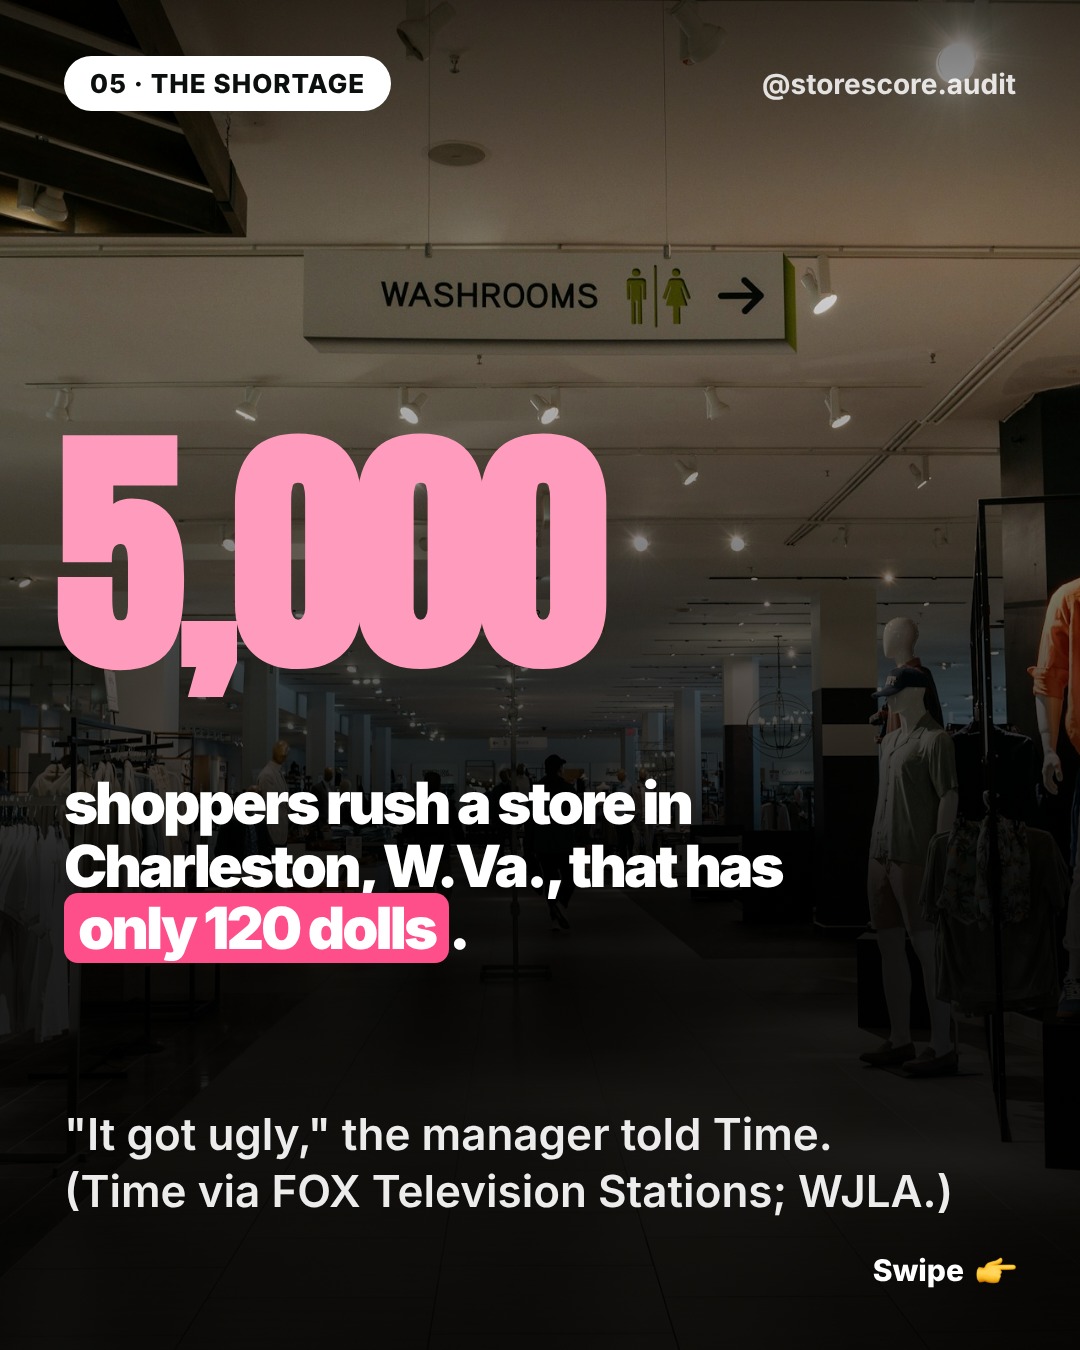 05 · THE SHORTAGE
@storescore.audit
WASHROOMS
5,000
shoppers rush a store in
Charleston, W.Va., that has
only 120 dolls.
"It got ugly," the manager told Time.
(Time via FOX Television Stations; WJLA.)
Swipe 👉